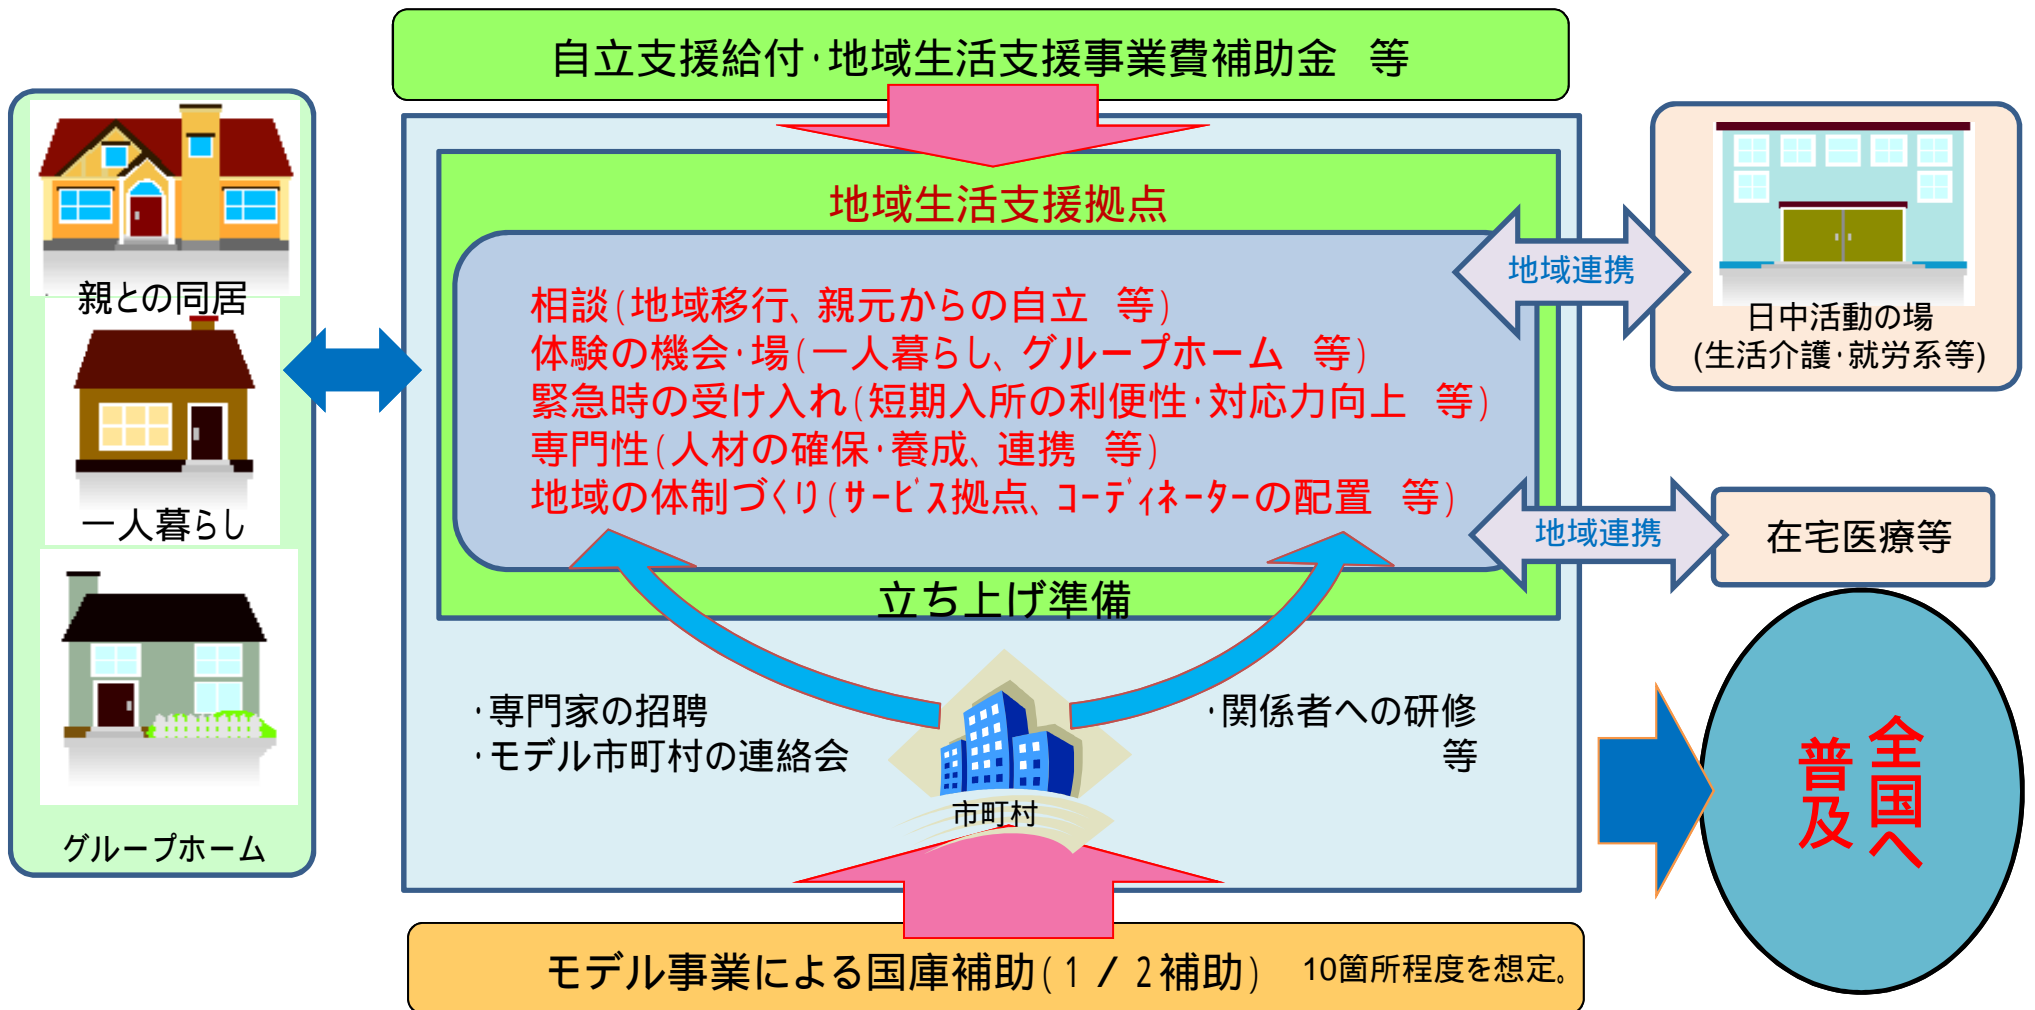 自立支援給付・地域生活支援事業費補助金　等
親との同居
一人暮らし
グループホーム
地域生活支援拠点
相談(地域移行、親元からの自立　等)
体験の機会・場(一人暮らし、グループホーム　等)
緊急時の受け入れ(短期入所の利便性・対応力向上　等)
専門性(人材の確保・養成、連携　等)
地域の体制づくり(ｻｰﾋﾞｽ拠点、ｺｰﾃﾞｨﾈｰﾀｰの配置　等)
立ち上げ準備
地域連携
日中活動の場
(生活介護・就労系等)
地域連携
在宅医療等
・専門家の招聘
・モデル市町村の連絡会
・関係者への研修
等
市町村
全国へ
普及
モデル事業による国庫補助(１／２補助)　10箇所程度を想定。